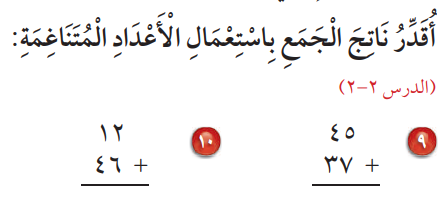 أُقَدِّرُ نَاتِجَ الْجَمَعِ بِاسْتِعْمَالِ الْأَعْدَادِ الْمُتَنَاغِمَةِ:
(الدرس ٢-٢)
٩ ٤٥
+ ٣٧
١٠ ١٢
+ ٤٦